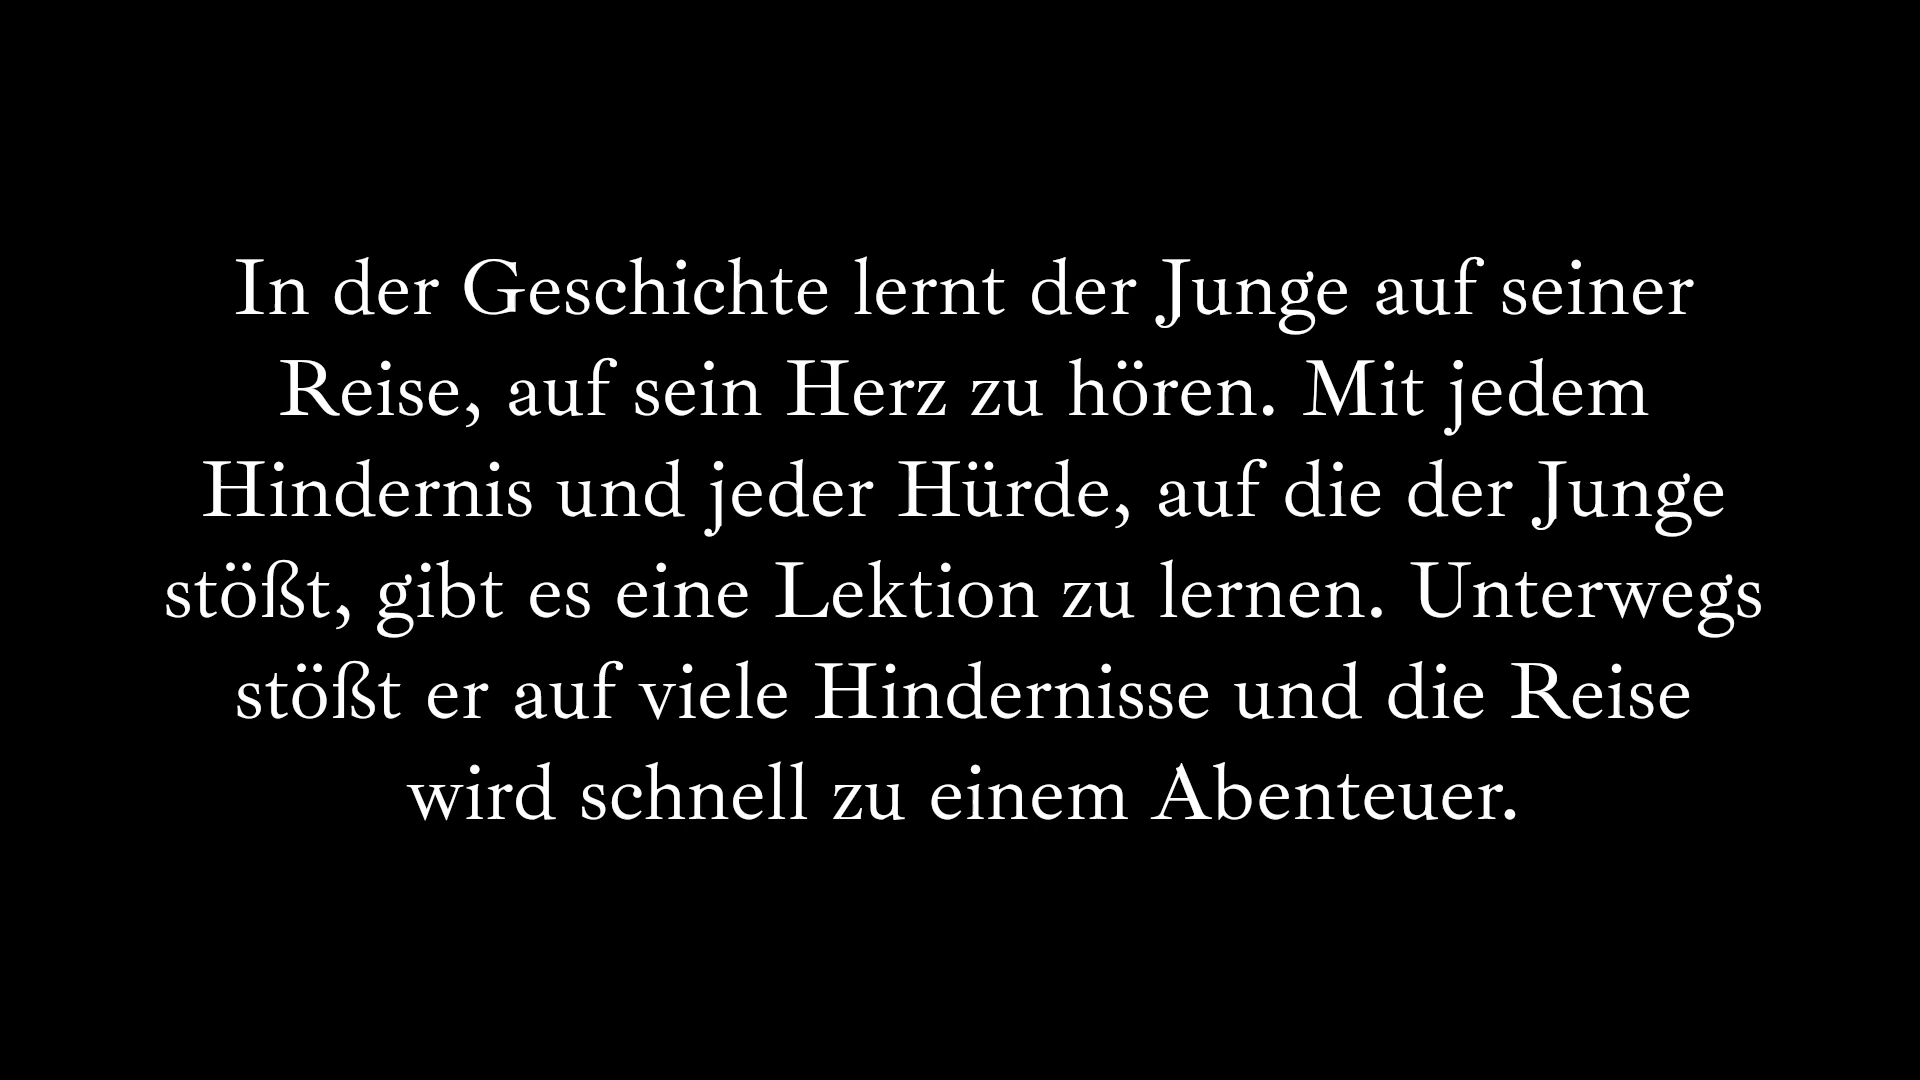 In der Geschichte lernt der Junge auf seiner
Reise, auf sein Herz zu hören. Mit jedem
Hindernis und jeder Hürde, auf die der Junge
stößt, gibt es eine Lektion zu lernen. Unterwegs
stößt er auf viele Hindernisse und die Reise
wird schnell zu einem Abenteuer.